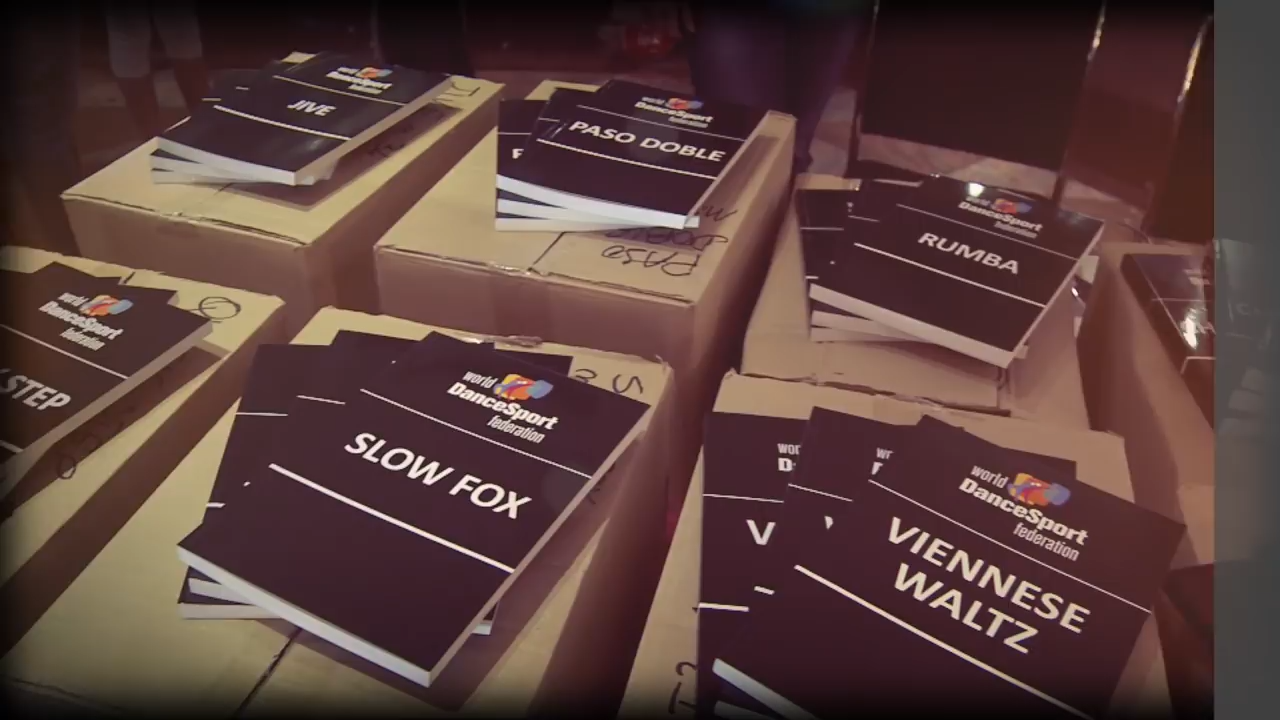 world
DanceSport
federation
JIVE
world
DanceSport
federation
PASO DOBLE
world
DanceSport
federation
RUMBA
PASO
world
DanceSport
federation
STEP
world
DanceSport
federation
SLOW FOX
world
DanceSport
federation
VIENNESE
WALTZ